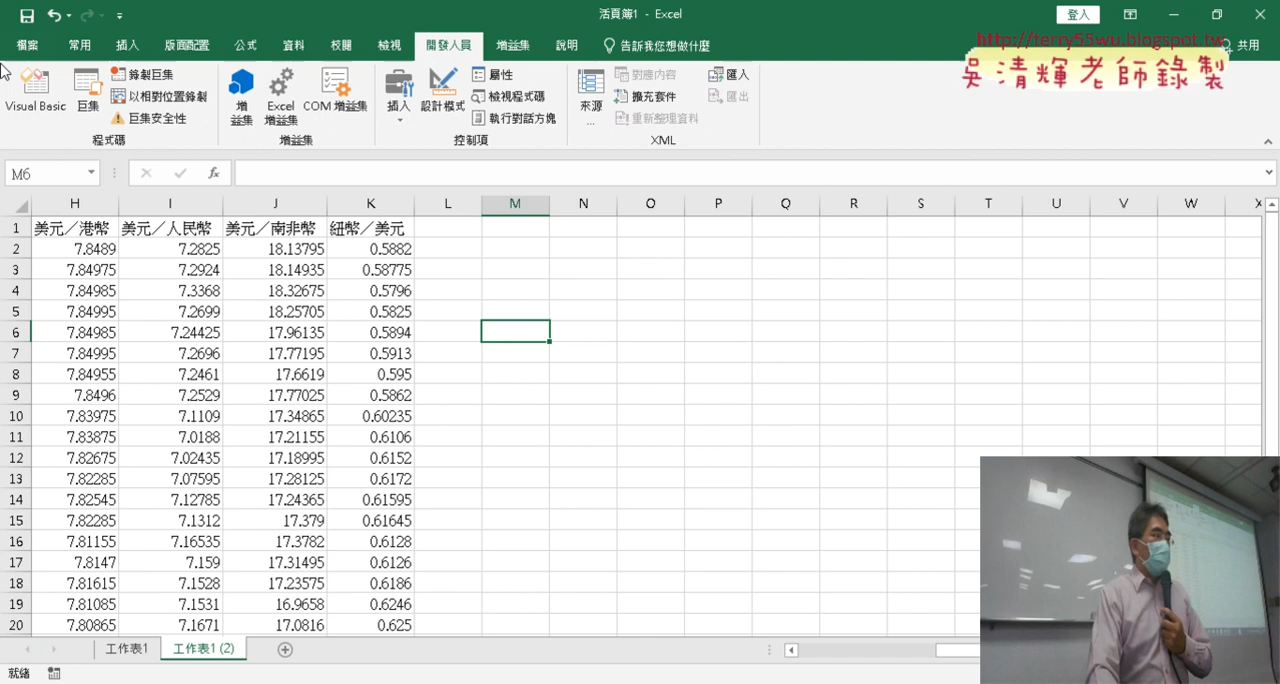 活頁簿1 - Excel
登入
檔案 常用 插入 版面配置 公式 資料 校閱 檢視 開發人員 增益集 說明 告訴我您想做什麼 共用
http://terry55wu.blogspot.tw
吳清輝老師錄製
Visual Basic 巨集 錄製巨集 以相對位置錄製 巨集安全性
程式碼
增益集 Excel 增益集 COM 增益集
增益集
插入 設計模式 屬性 檢視程式碼 執行對話方塊
控制項
來源 ... 對應內容 擴充套件 重新整理資料 匯入 匯出
XML
M6 fx
H I J K L M N O P Q R S T U V W X
1 美元／港幣 美元／人民幣 美元／南非幣 紐幣／美元
2 7.8489 7.2825 18.13795 0.5882
3 7.84975 7.2924 18.14935 0.58775
4 7.84985 7.3368 18.32675 0.5796
5 7.84995 7.2699 18.25705 0.5825
6 7.84985 7.24425 17.96135 0.5894
7 7.84995 7.2696 17.77195 0.5913
8 7.84955 7.2461 17.6619 0.595
9 7.8496 7.2529 17.77025 0.5862
10 7.83975 7.1109 17.34865 0.60235
11 7.83875 7.0188 17.21155 0.6106
12 7.82675 7.02435 17.18995 0.6152
13 7.82285 7.07595 17.28125 0.6172
14 7.82545 7.12785 17.24365 0.61595
15 7.82285 7.1312 17.379 0.61645
16 7.81155 7.16535 17.3782 0.6128
17 7.8147 7.159 17.31495 0.6126
18 7.81615 7.1528 17.23575 0.6186
19 7.81085 7.1531 16.9658 0.6246
20 7.80865 7.1671 17.0816 0.625
工作表1 工作表1 (2)
就緒